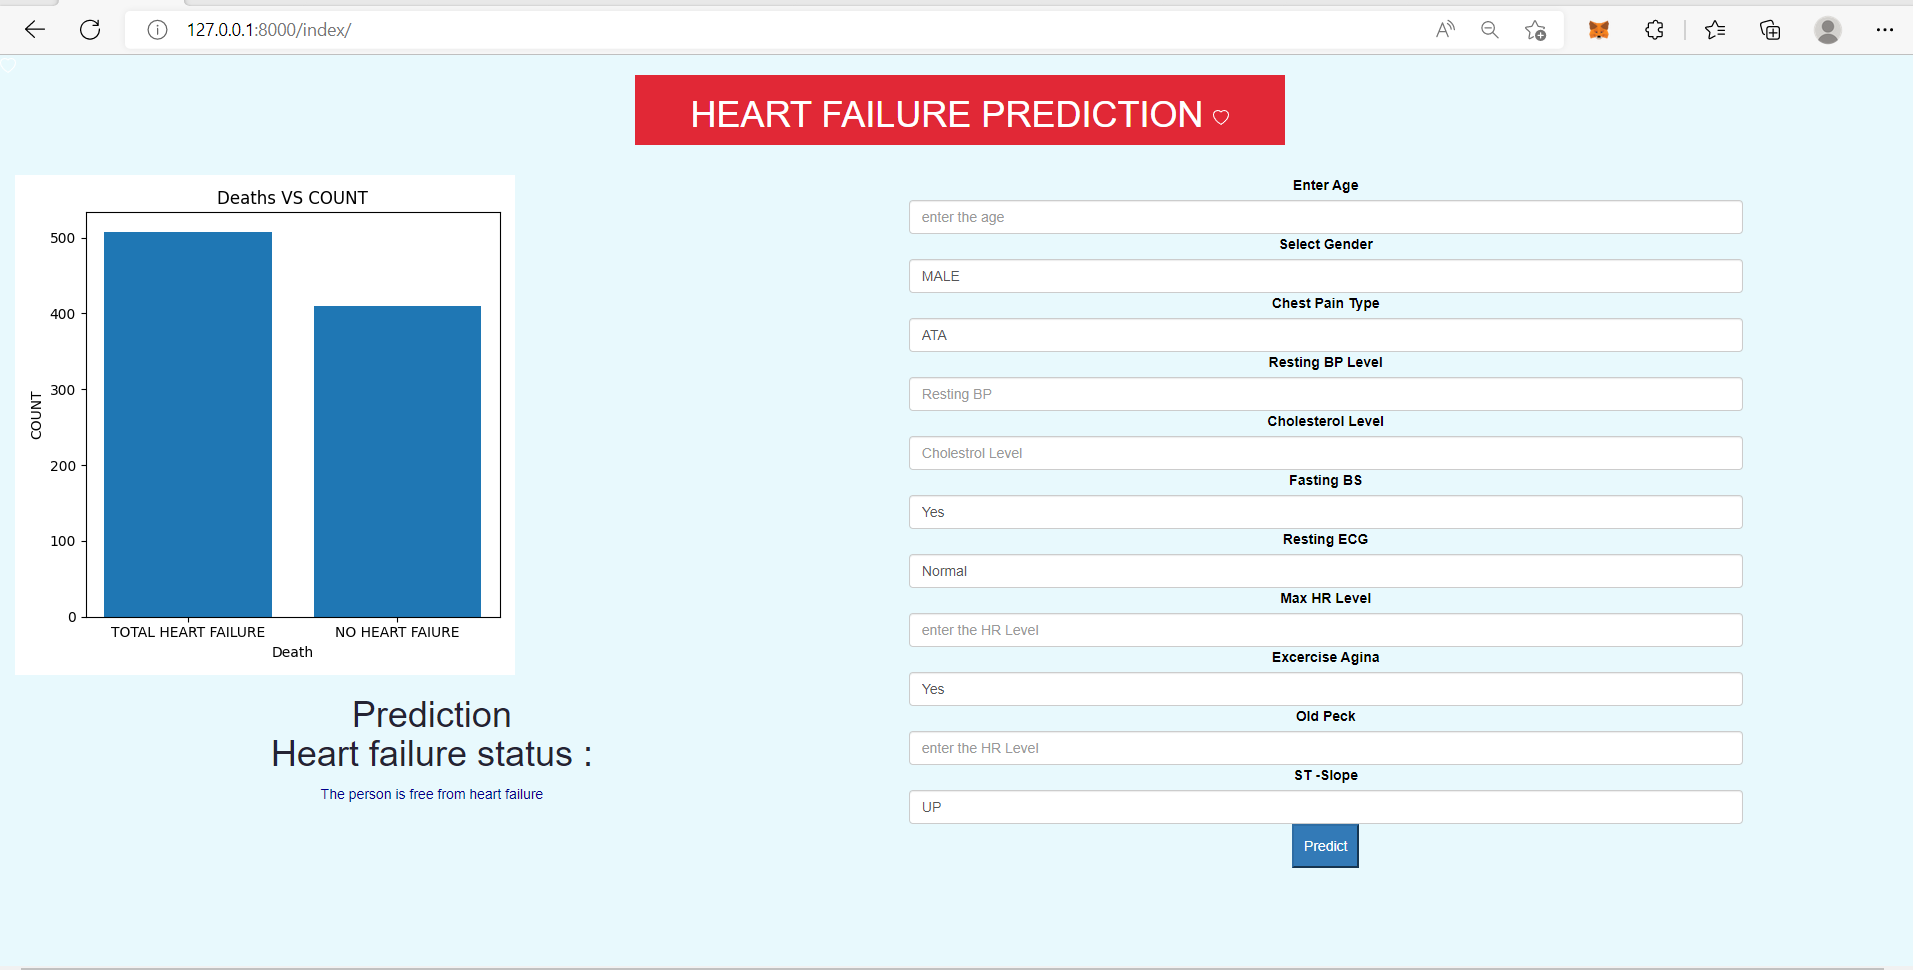 127.0.0.1:8000/index/
HEART FAILURE PREDICTION
Deaths VS COUNT
500
400
300
200
100
0
COUNT
TOTAL HEART FAILURE NO HEART FAIURE
Death
Prediction
Heart failure status :
The person is free from heart failure
Enter Age
enter the age
Select Gender
MALE
Chest Pain Type
ATA
Resting BP Level
Resting BP
Cholesterol Level
Cholestrol Level
Fasting BS
Yes
Resting ECG
Normal
Max HR Level
enter the HR Level
Excercise Agina
Yes
Old Peck
enter the HR Level
ST -Slope
UP
Predict